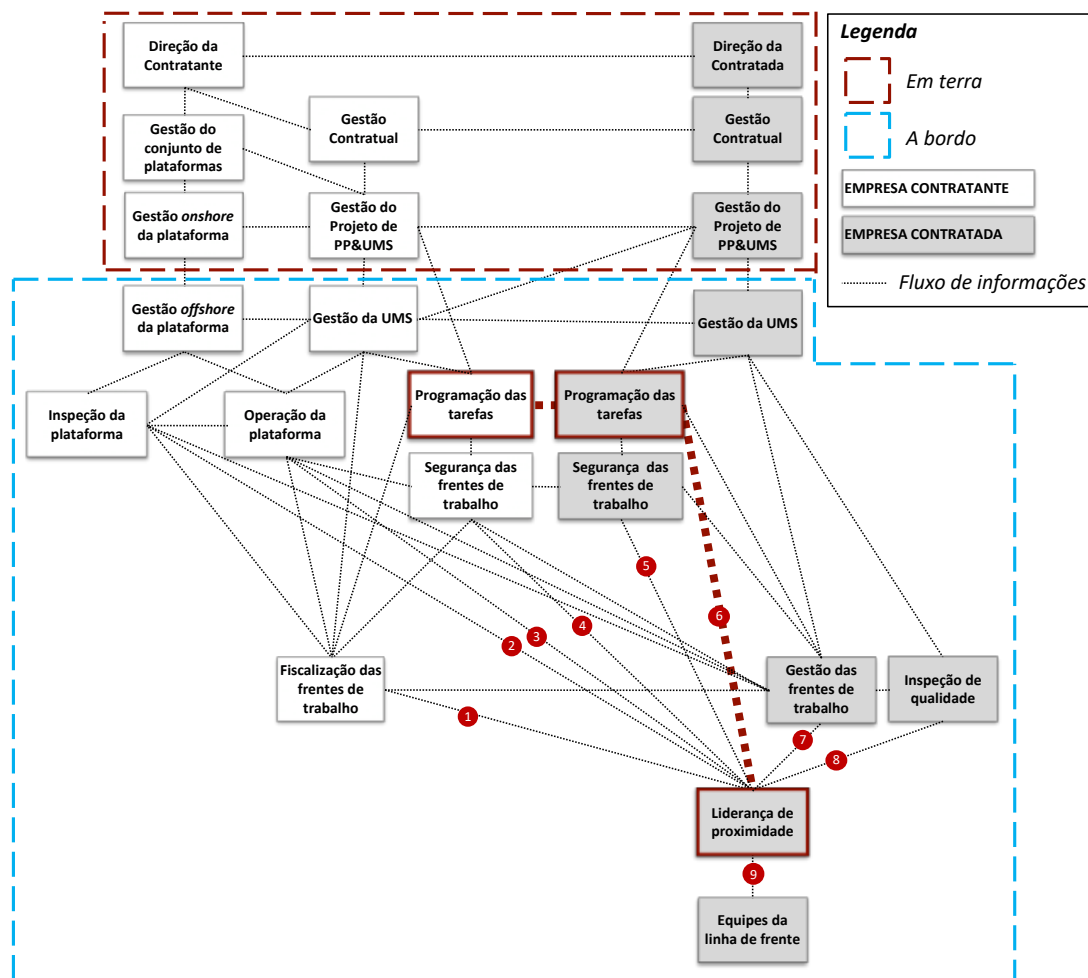 Direção da
Contratante
Direção da
Contratada
Gestão do
conjunto de
plataformas
Gestão
Contratual
Gestão
Contratual
Gestão onshore
da plataforma
Gestão do
Projeto de
PP&UMS
Gestão do
Projeto de
PP&UMS
Legenda
Em terra
A bordo
EMPRESA CONTRATANTE
EMPRESA CONTRATADA
Fluxo de informações
Gestão offshore
da plataforma
Gestão da UMS
Gestão da UMS
Inspeção da
plataforma
Operação da
plataforma
Programação das
tarefas
Programação das
tarefas
Segurança das
frentes de
trabalho
Segurança das
frentes de
trabalho
5
6
4
3
2
Fiscalização das
frentes de
trabalho
Gestão das
frentes de
trabalho
Inspeção de
qualidade
1
7
8
Liderança de
proximidade
9
Equipes da
linha de frente